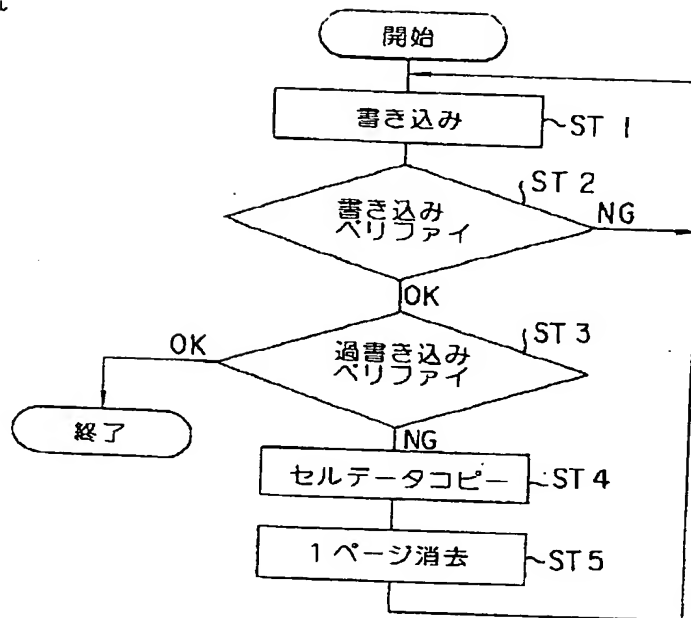 開始
書き込み
ST 1
ST 2
書き込み
ベリファイ
NG
OK
ST 3
OK
過書き込み
ベリファイ
終了
NG
セルデータコピー
ST 4
1ページ消去
ST 5